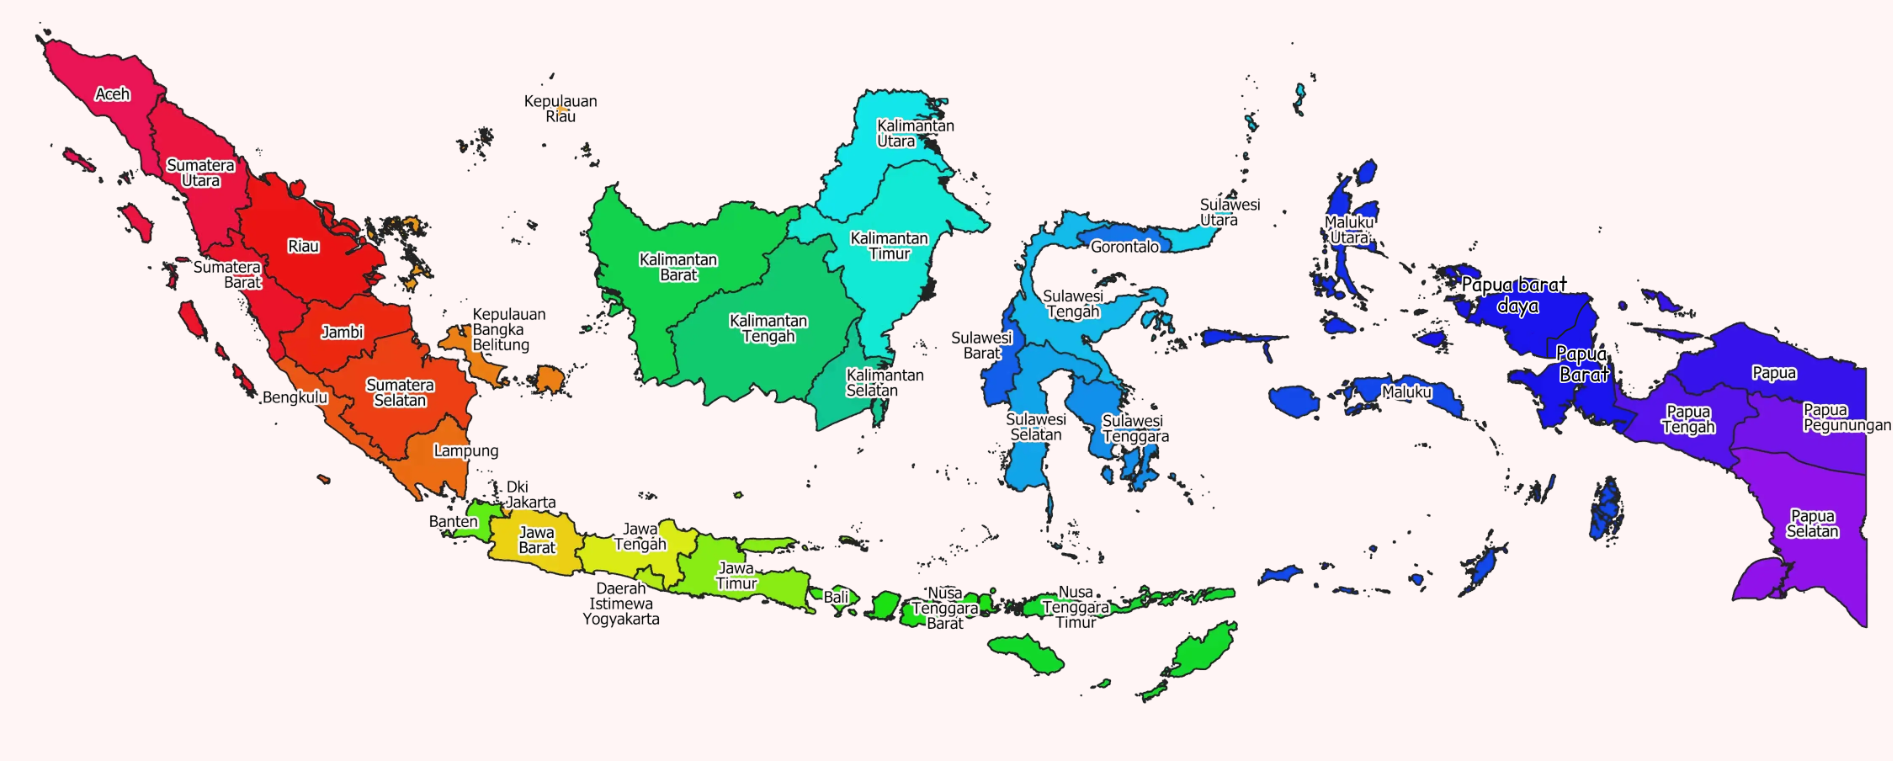 Aceh
Sumatera
Utara
Riau
Sumatera
Barat
Jambi
Bengkulu
Sumatera
Selatan
Lampung
Kepulauan
Bangka
Belitung
Kepulauan
Riau
Dki
Jakarta
Banten
Jawa
Barat
Jawa
Tengah
Daerah
Istimewa
Yogyakarta
Jawa
Timur
Bali
Nusa
Tenggara
Barat
Nusa
Tenggara
Timur
Kalimantan
Barat
Kalimantan
Tengah
Kalimantan
Selatan
Kalimantan
Timur
Kalimantan
Utara
Sulawesi
Utara
Gorontalo
Sulawesi
Tengah
Sulawesi
Barat
Sulawesi
Selatan
Sulawesi
Tenggara
Maluku
Utara
Maluku
Papua barat
daya
Papua
Barat
Papua
Papua
Tengah
Papua
Pegunungan
Papua
Selatan